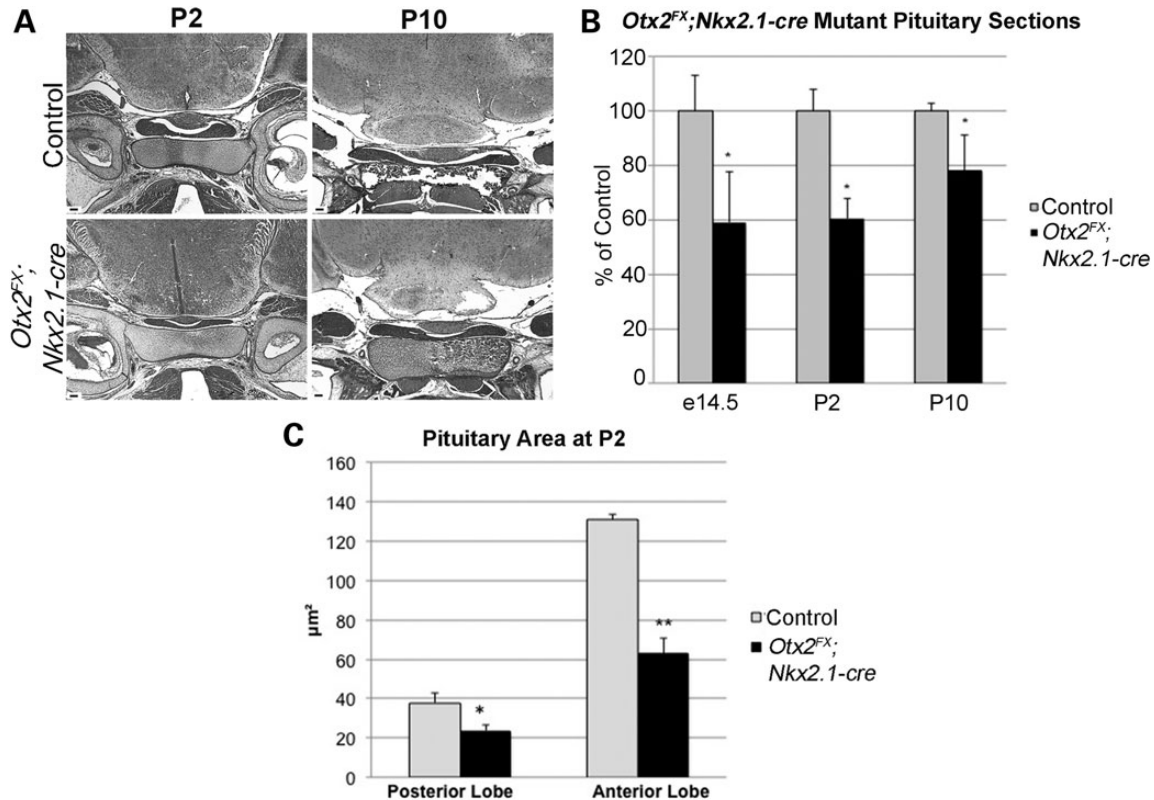 A
P2
P10
Control
Otx2FX;
Nkx2.1-cre
B
Otx2FX;Nkx2.1-cre Mutant Pituitary Sections
% of Control
120
100
80
60
40
20
0
*
*
*
e14.5
P2
P10
Control
Otx2FX;
Nkx2.1-cre
C
Pituitary Area at P2
µm²
160
140
120
100
80
60
40
20
0
*
**
Posterior Lobe
Anterior Lobe
Control
Otx2FX;
Nkx2.1-cre